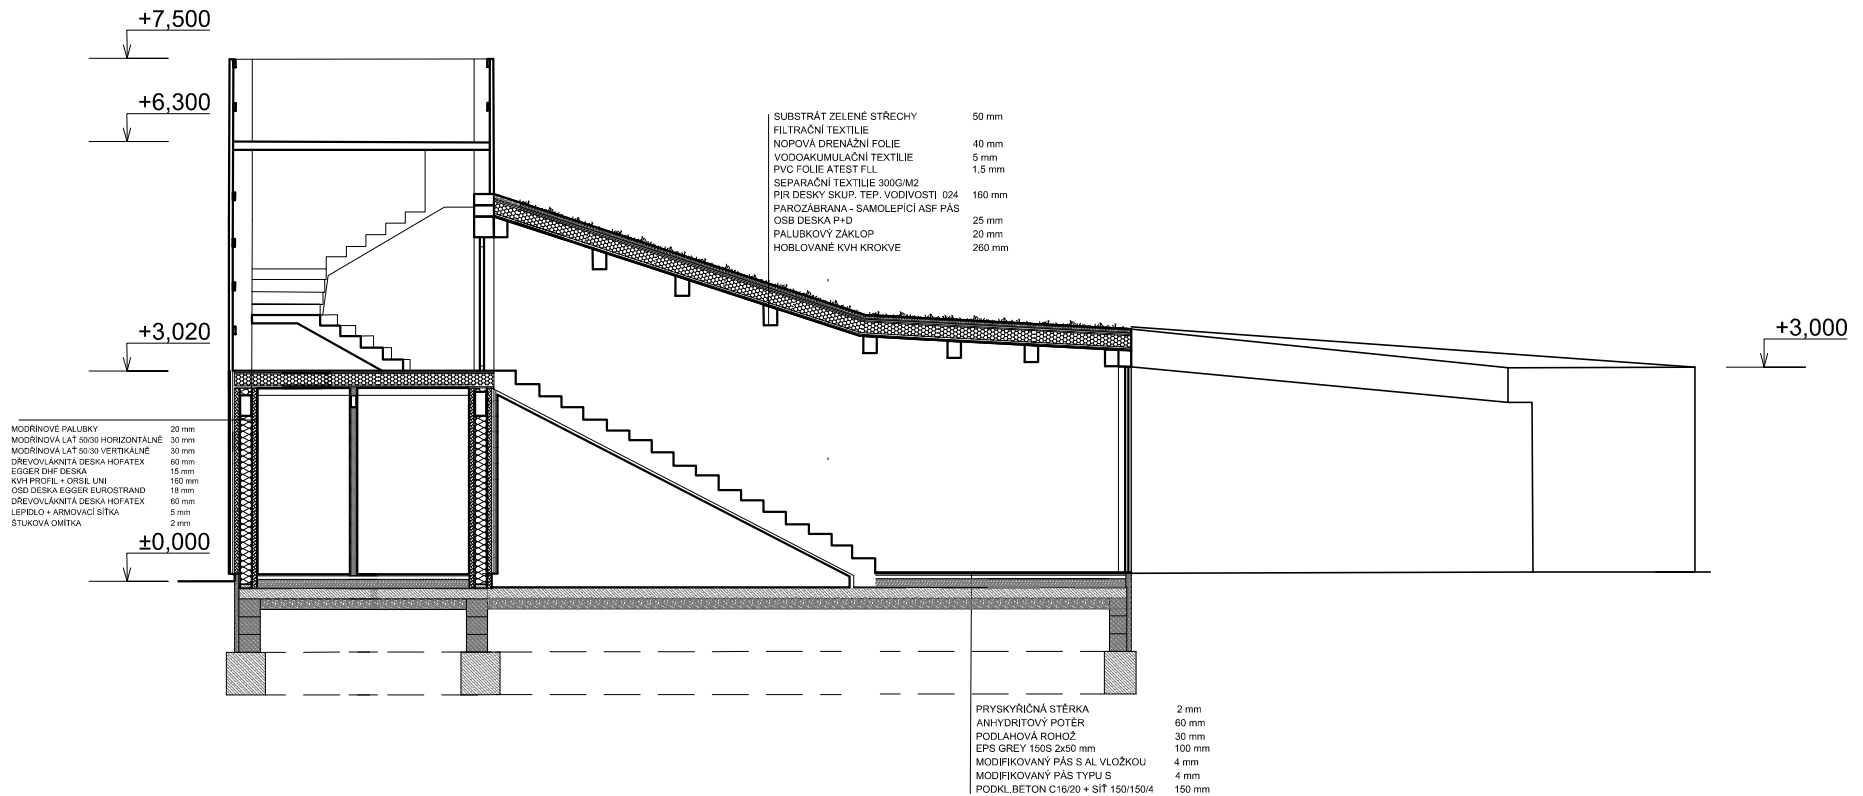 +7,500
+6,300
SUBSTRÁT ZELENÉ STŘECHY 50 mm
FILTRAČNÍ TEXTILIE
NOPOVÁ DRENÁŽNÍ FOLIE 40 mm
VODOAKUMULAČNÍ TEXTILIE 5 mm
PVC FOLIE ATEST FLL 1,5 mm
SEPARAČNÍ TEXTILIE 300G/M2
PIR DESKY SKUP. TEP. VODIVOSTI 024 160 mm
PAROZÁBRANA - SAMOLEPÍCÍ ASF PÁS
OSB DESKA P+D 25 mm
PALUBKOVÝ ZÁKLOP 20 mm
HOBLOVANÉ KVH KROKVE 260 mm
+3,020
+3,000
MODŘÍNOVÉ PALUBKY 20 mm
MODŘÍNOVÁ LAŤ 50/30 HORIZONTÁLNĚ 30 mm
MODŘÍNOVÁ LAŤ 50/30 VERTIKÁLNĚ 30 mm
DŘEVOVLÁKNITÁ DESKA HOFATEX 60 mm
EGGER DHF DESKA 15 mm
KVH PROFIL + ORSIL UNI 160 mm
OSD DESKA EGGER EUROSTRAND 18 mm
DŘEVOVLÁKNITÁ DESKA HOFATEX 60 mm
LEPIDLO + ARMOVACÍ SÍŤKA 5 mm
ŠTUKOVÁ OMÍTKA 2 mm
±0,000
PRYSKYŘIČNÁ STĚRKA 2 mm
ANHYDRITOVÝ POTĚR 60 mm
PODLAHOVÁ ROHOŽ 30 mm
EPS GREY 150S 2x50 mm 100 mm
MODIFIKOVANÝ PÁS S AL VLOŽKOU 4 mm
MODIFIKOVANÝ PÁS TYPU S 4 mm
PODKL.BETON C16/20 + SÍŤ 150/150/4 150 mm